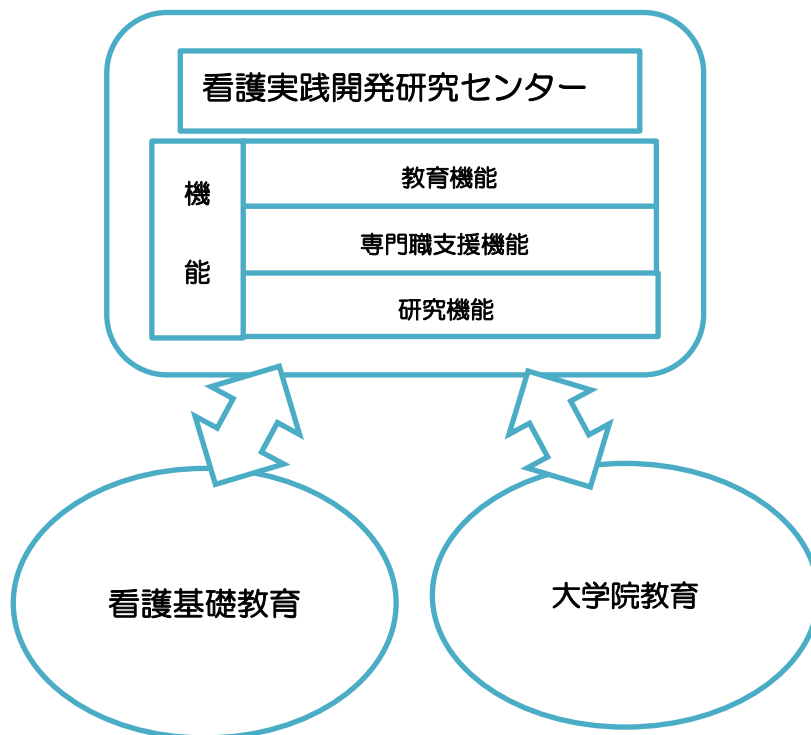 看護実践開発研究センター
機能
教育機能
専門職支援機能
研究機能
看護基礎教育
大学院教育